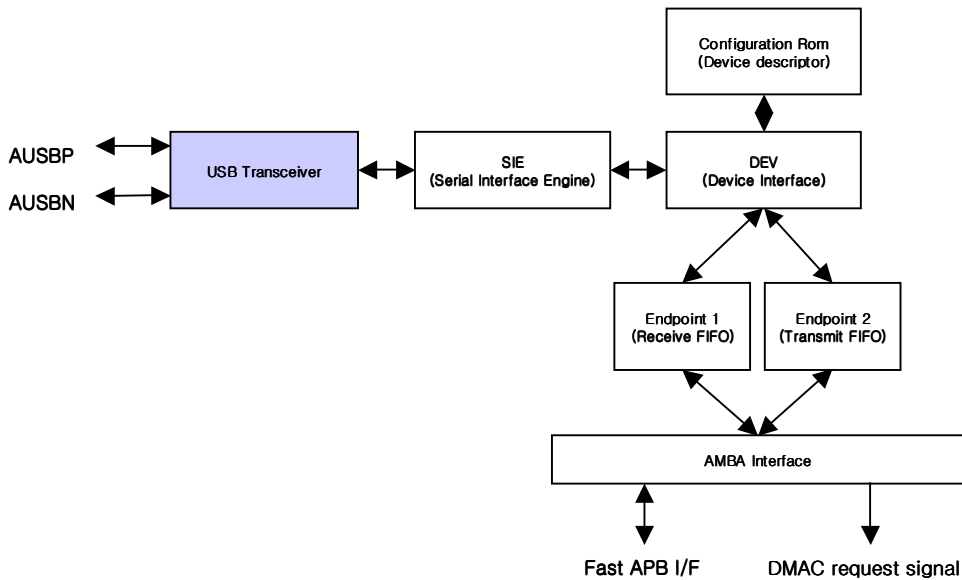 Configuration Rom
(Device descriptor)
AUSBP
AUSBN
USB Transceiver
SIE
(Serial Interface Engine)
DEV
(Device Interface)
Endpoint 1
(Receive FIFO)
Endpoint 2
(Transmit FIFO)
AMBA Interface
Fast APB I/F
DMAC request signal